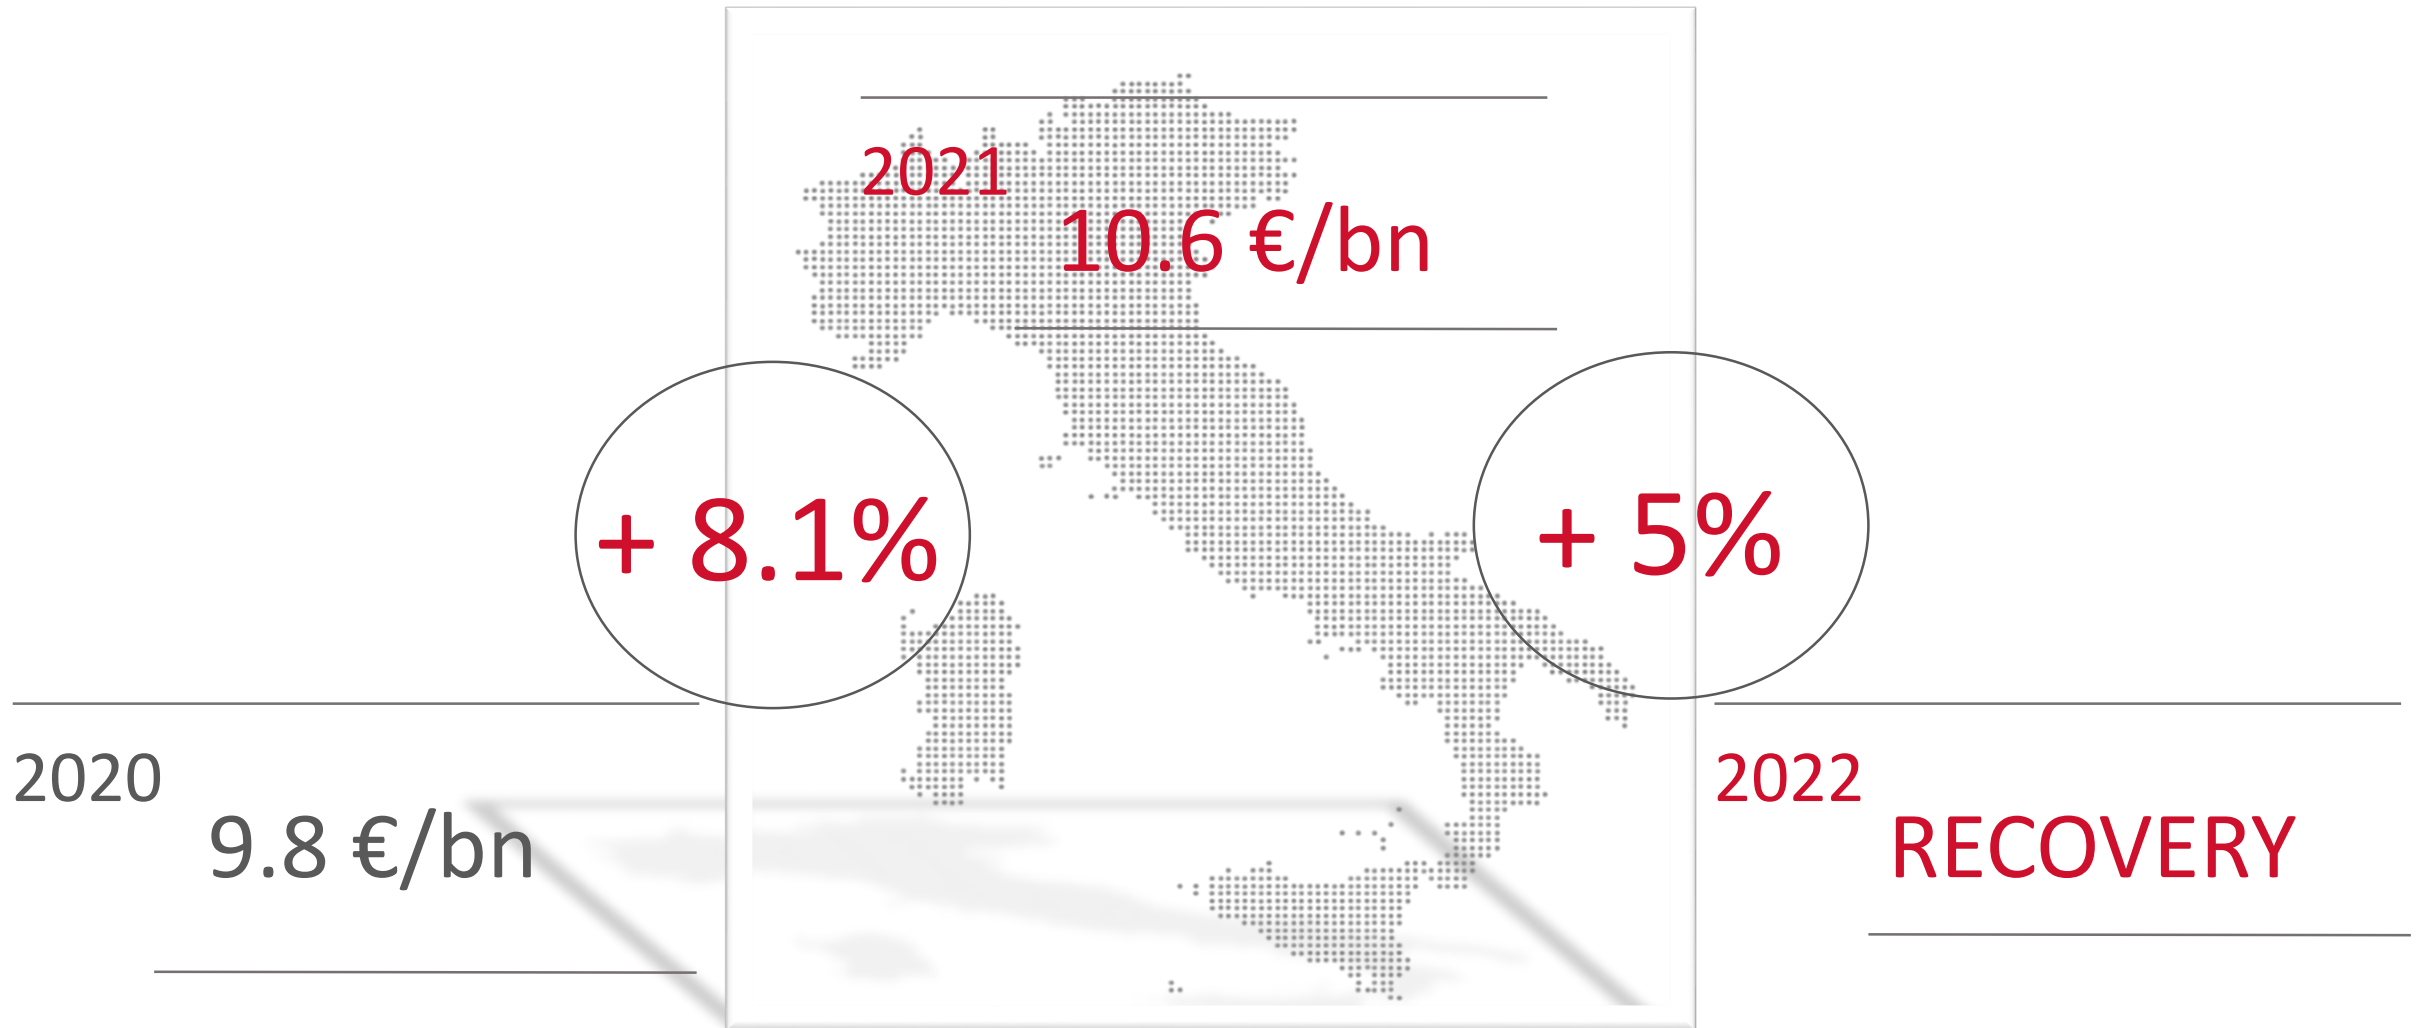 2021
10.6 €/bn
+ 8.1%
+ 5%
2020
9.8 €/bn
2022
RECOVERY